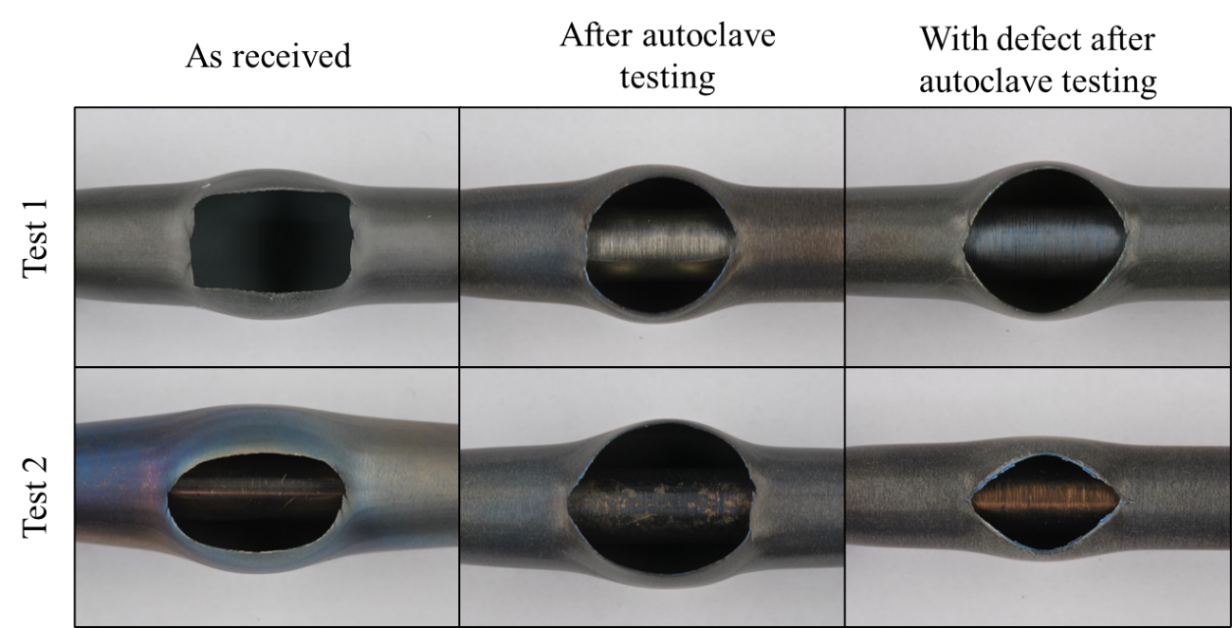 As received
After autoclave
testing
With defect after
autoclave testing
Test 1
Test 2